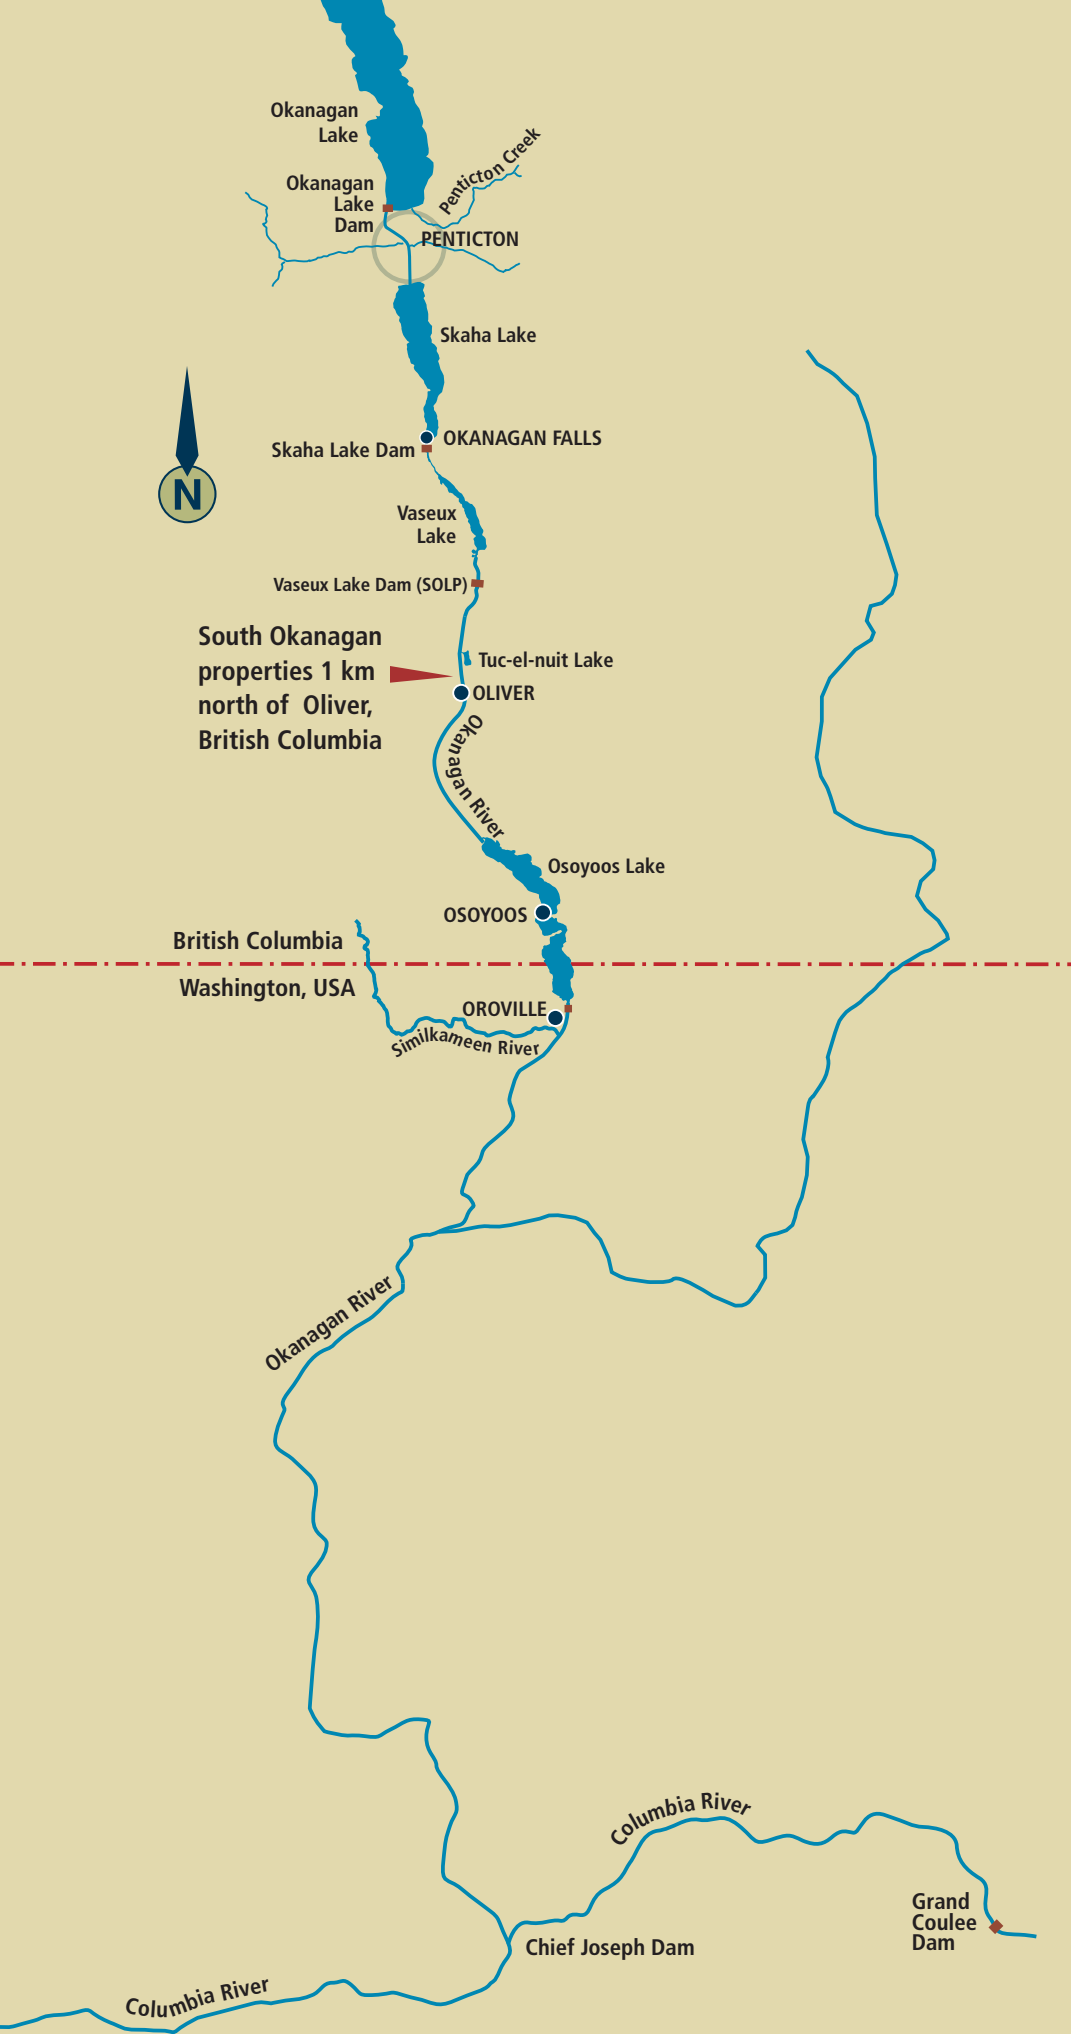 Okanagan
Lake
Penticton Creek
Okanagan
Lake
Dam
PENTICTON
Skaha Lake
OKANAGAN FALLS
Skaha Lake Dam
N
Vaseux
Lake
Vaseux Lake Dam (SOLP)
South Okanagan
properties 1 km
north of Oliver,
British Columbia
Tuc-el-nuit Lake
OLIVER
Okanagan River
Osoyoos Lake
OSOYOOS
British Columbia
Washington, USA
OROVILLE
Similkameen River
Okanagan River
Columbia River
Grand
Coulee
Dam
Chief Joseph Dam
Columbia River